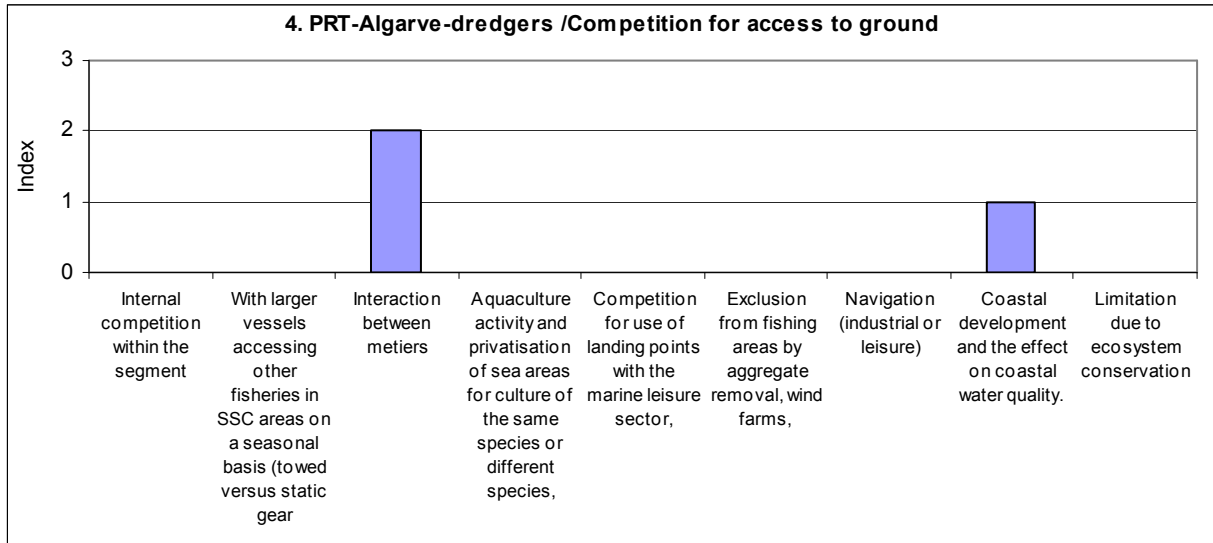 4. PRT-Algarve-dredgers /Competition for access to ground
Index
3
2
1
0
Internal
competition
within the
segment
With larger
vessels
accessing
other
fisheries in
SSC areas on
a seasonal
basis (towed
versus static
gear
Interaction
between
metiers
Aquaculture
activity and
privatisation
of sea areas
for culture of
the same
species or
different
species,
Competition
for use of
landing points
with the
marine leisure
sector,
Exclusion
from fishing
areas by
aggregate
removal, wind
farms,
Navigation
(industrial or
leisure)
Coastal
development
and the effect
on coastal
water quality.
Limitation
due to
ecosystem
conservation